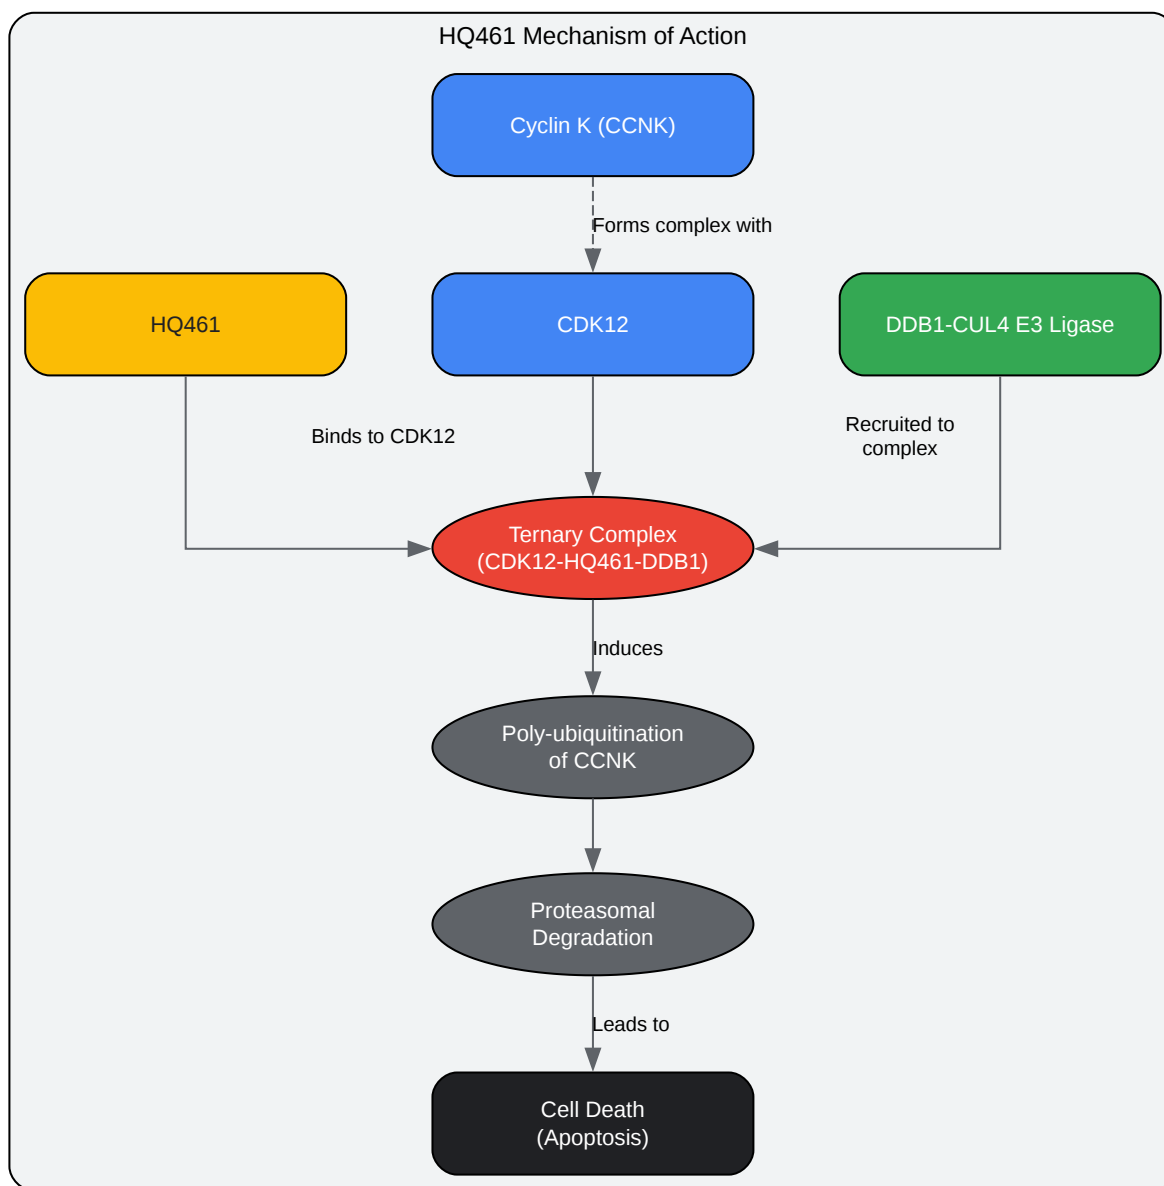 HQ461 Mechanism of Action
Cyclin K (CCNK)
Forms complex with
HQ461
CDK12
DDB1-CUL4 E3 Ligase
Binds to CDK12
Recruited to
complex
Ternary Complex
(CDK12-HQ461-DDB1)
Induces
Poly-ubiquitination
of CCNK
Proteasomal
Degradation
Leads to
Cell Death
(Apoptosis)